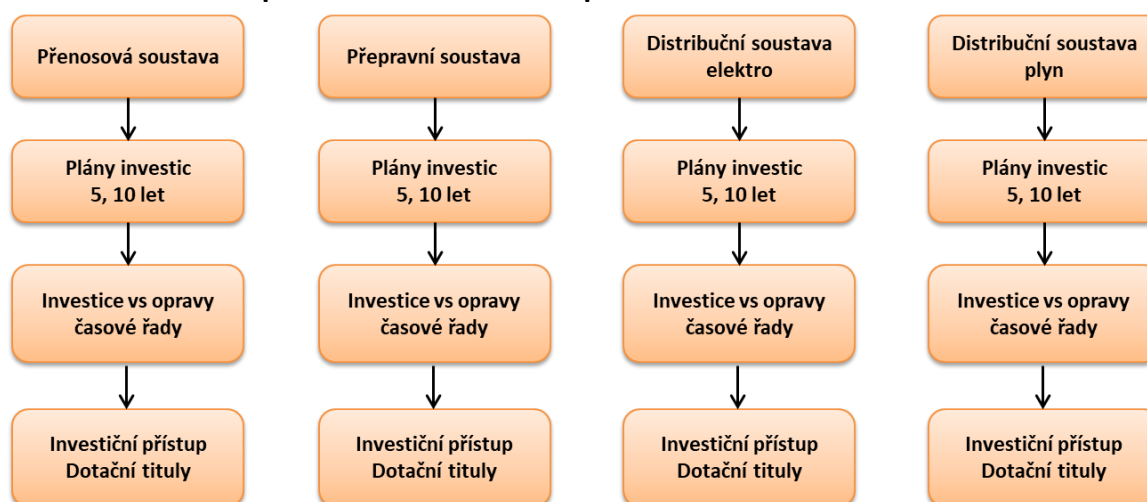 Přenosová soustava
Přepravní soustava
Distribuční soustava
elektro
Distribuční soustava
plyn
Plány investic
5, 10 let
Plány investic
5, 10 let
Plány investic
5, 10 let
Plány investic
5, 10 let
Investice vs opravy
časové řady
Investice vs opravy
časové řady
Investice vs opravy
časové řady
Investice vs opravy
časové řady
Investiční přístup
Dotační tituly
Investiční přístup
Dotační tituly
Investiční přístup
Dotační tituly
Investiční přístup
Dotační tituly